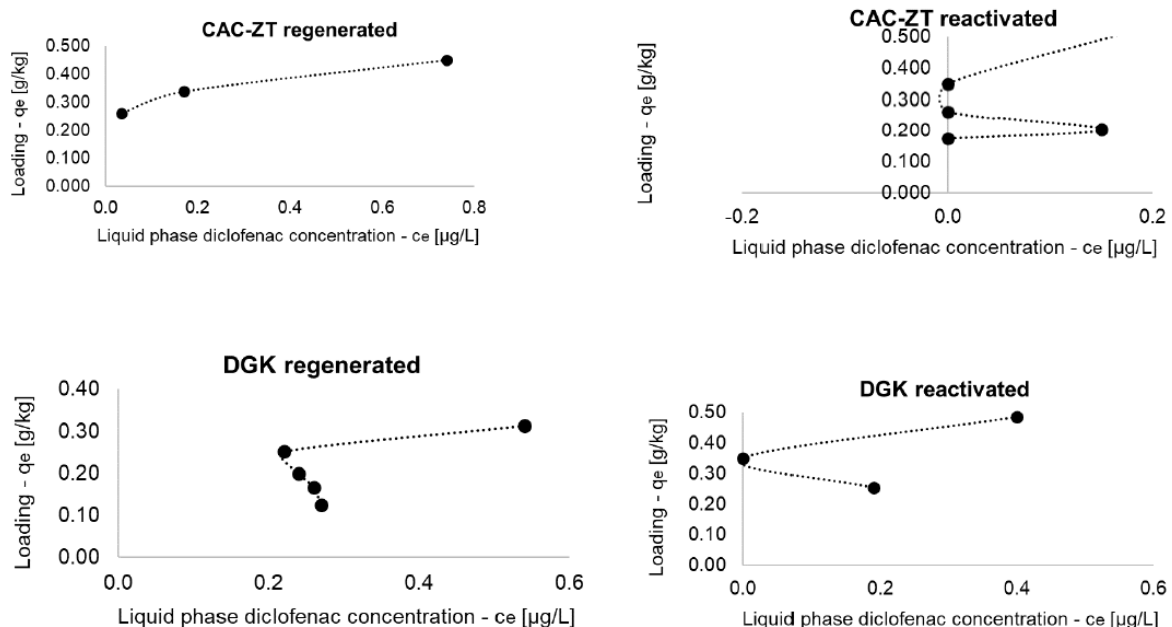 CAC-ZT regenerated
Loading - qe [g/kg]
0.500
0.400
0.300
0.200
0.100
0.000
0.0 0.2 0.4 0.6 0.8
Liquid phase diclofenac concentration - ce [µg/L]
CAC-ZT reactivated
Loading - qe [g/kg]
0.500
0.400
0.300
0.200
0.100
0.000
-0.2 0.0 0.2
Liquid phase diclofenac concentration - ce [µg/L]
DGK regenerated
Loading - qe [g/kg]
0.40
0.30
0.20
0.10
0.00
0.0 0.2 0.4 0.6
Liquid phase diclofenac concentration - ce [µg/L]
DGK reactivated
Loading - qe [g/kg]
0.50
0.40
0.30
0.20
0.10
0.00
0.0 0.2 0.4 0.6
Liquid phase diclofenac concentration - ce [µg/L]